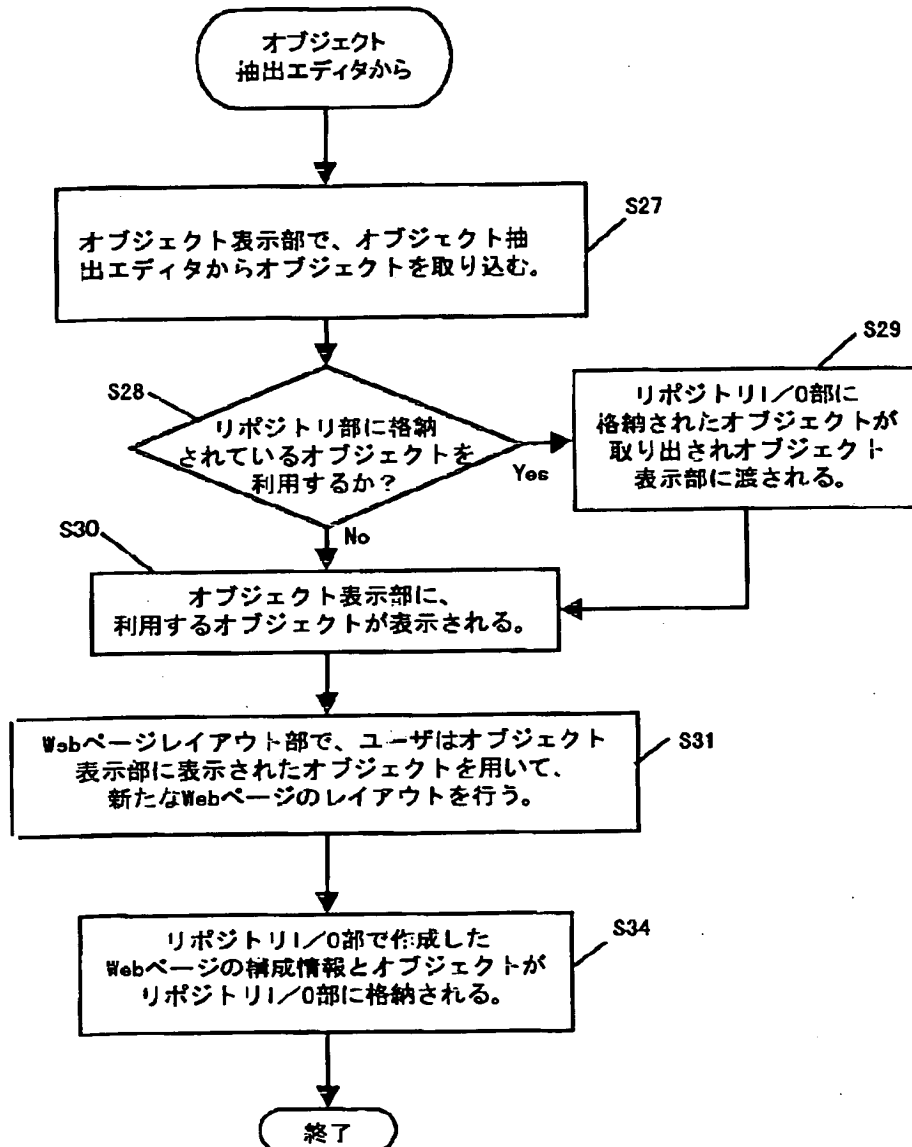 オブジェクト
抽出エディタから
S27
オブジェクト表示部で、オブジェクト抽
出エディタからオブジェクトを取り込む。
S28
リポジトリ部に格納
されているオブジェクトを
利用するか?
Yes
No
S29
リポジトリI/O部に
格納されたオブジェクトが
取り出されオブジェクト
表示部に渡される。
S30
オブジェクト表示部に、
利用するオブジェクトが表示される。
S31
Webページレイアウト部で、ユーザはオブジェクト
表示部に表示されたオブジェクトを用いて、
新たなWebページのレイアウトを行う。
S34
リポジトリI/O部で作成した
Webページの構成情報とオブジェクトが
リポジトリI/O部に格納される。
終了